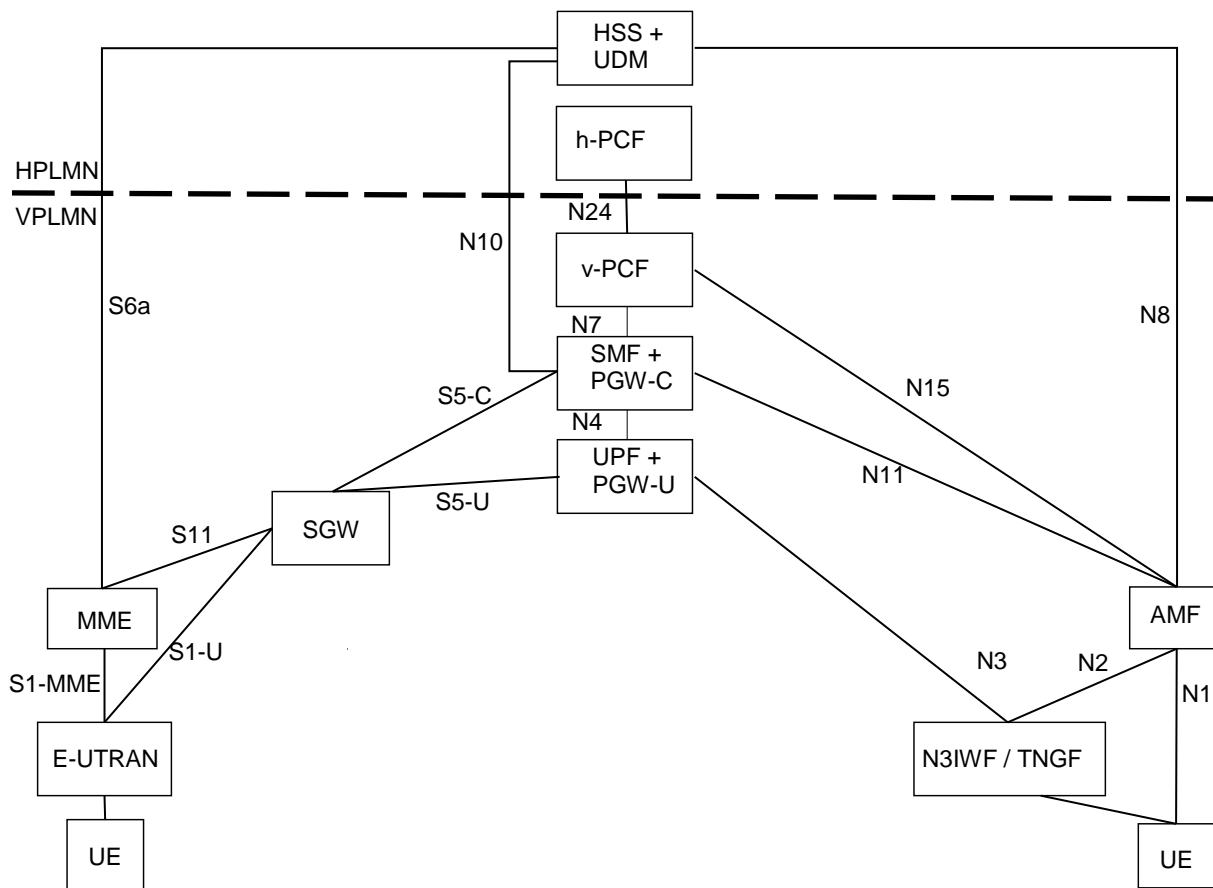 HSS +
UDM
h-PCF
HPLMN
VPLMN
N24
N10
v-PCF
S6a
N8
N7
SMF +
PGW-C
S5-C
N15
N4
UPF +
PGW-U
N11
S5-U
SGW
S11
MME
AMF
S1-U
N3
N2
S1-MME
N1
E-UTRAN
N3IWF / TNGF
UE
UE